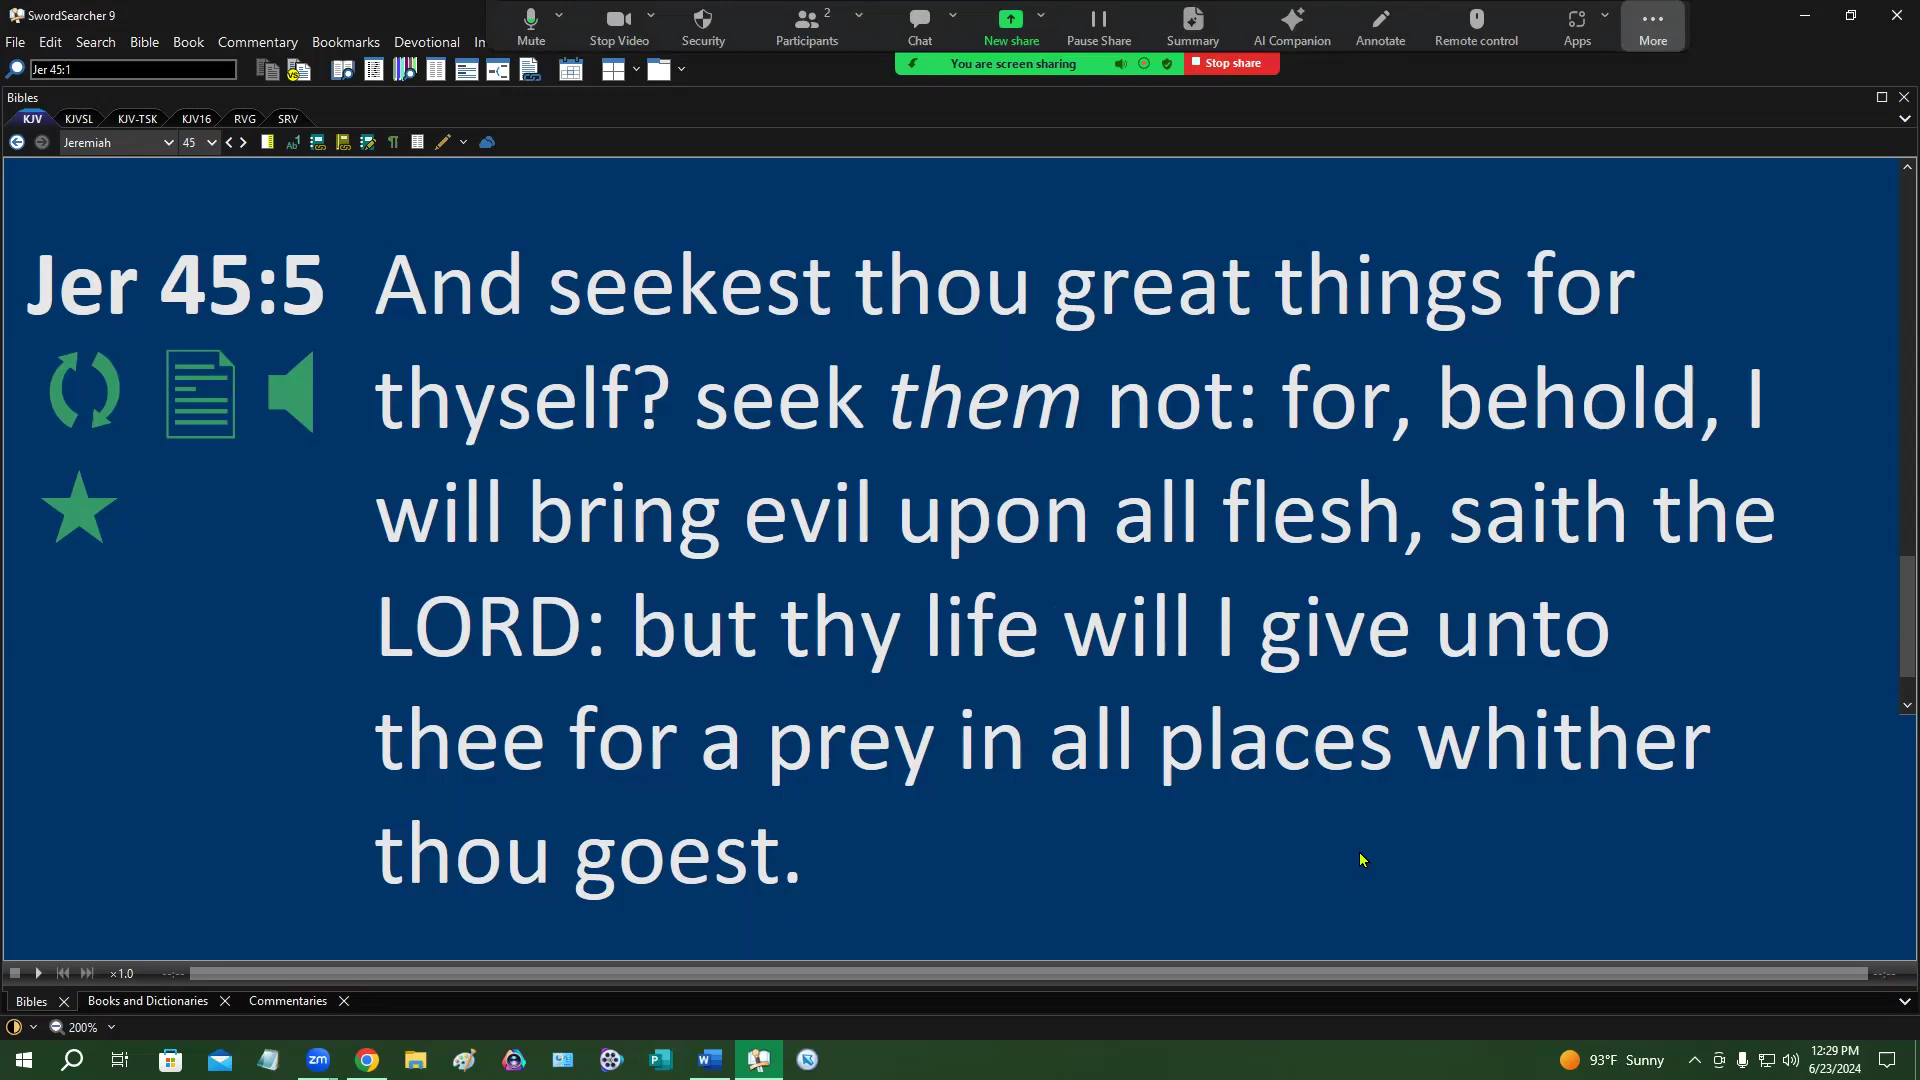 SwordSearcher 9
Mute
Stop Video
Security
Participants
2
Chat
New share
Pause Share
Summary
AI Companion
Annotate
Remote control
Apps
More
File Edit Search Bible Book Commentary Bookmarks Devotional
You are screen sharing
Stop share
Jer 45:1
Bibles
KJV KJVSL KJV-TSK KJV16 RVG SRV
Jeremiah 45
Jer 45:5 And seekest thou great things for
thyself? seek them not: for, behold, I
will bring evil upon all flesh, saith the
LORD: but thy life will I give unto
thee for a prey in all places whither
thou goest.
×1.0 --:-- --:--
Bibles Books and Dictionaries Commentaries
200%
93°F Sunny
12:29 PM
6/23/2024